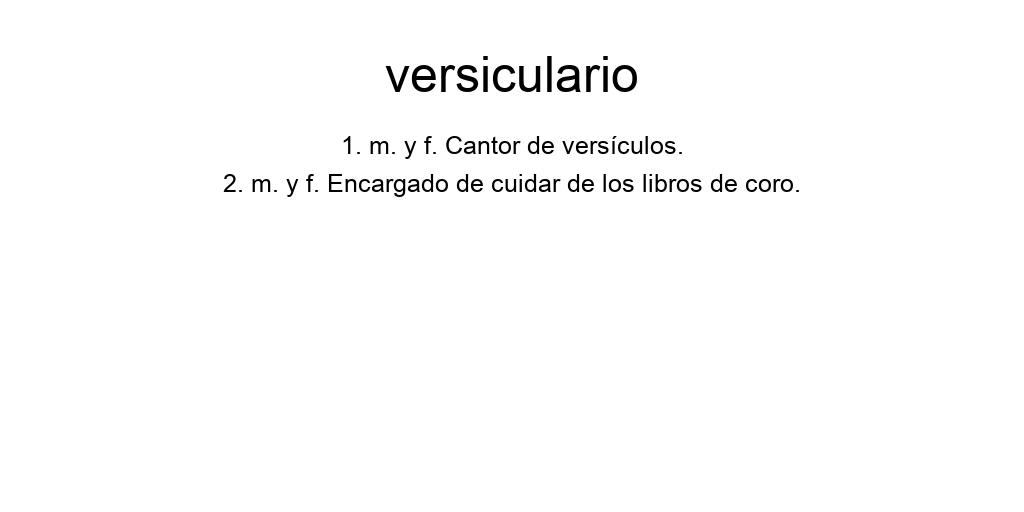 versiculario
1. m. y f. Cantor de versículos.
2. m. y f. Encargado de cuidar de los libros de coro.